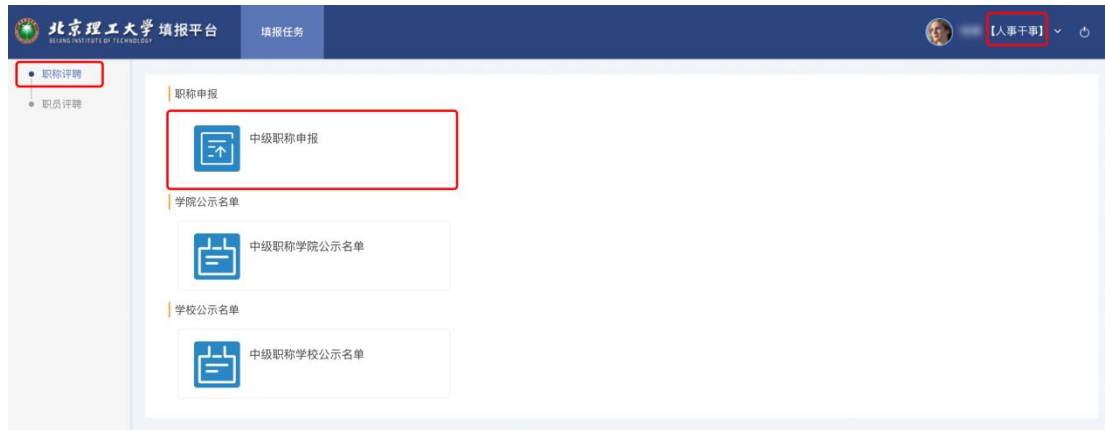 北京理工大学 填报平台
BEIJING INSTITUTE OF TECHNOLOGY
填报任务
【人事干事】
职称评聘
职员评聘
职称申报
中级职称申报
学院公示名单
中级职称学院公示名单
学校公示名单
中级职称学校公示名单